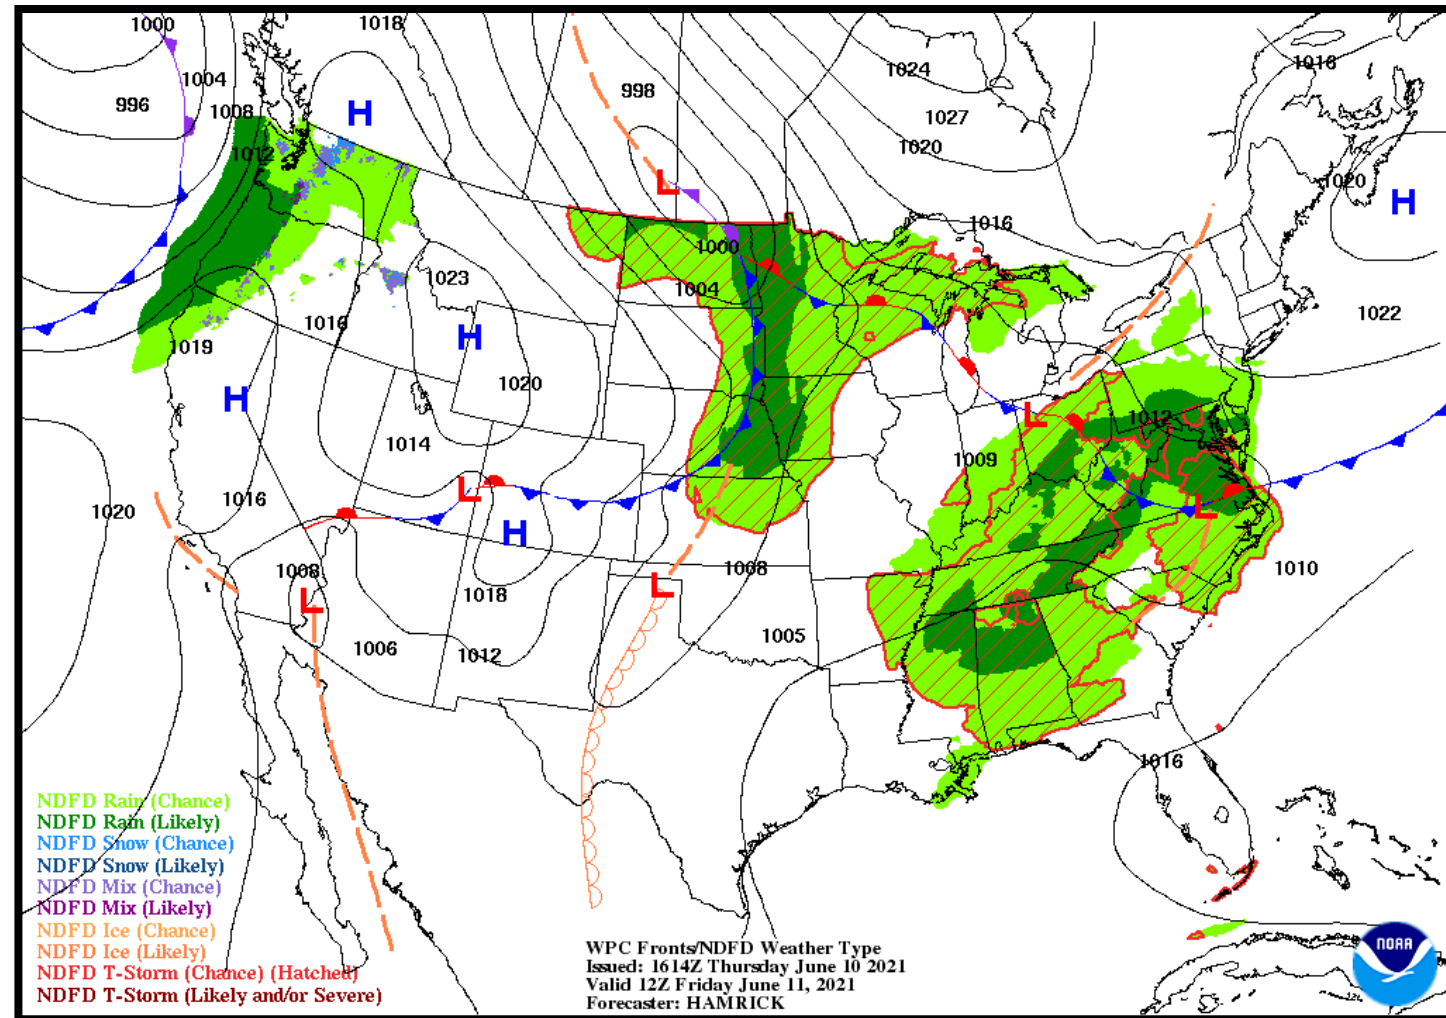 1000
1018
1018
1004
996
1008
998
1024
1027
1020
1012
1020
1016
1000
1023
1004
1016
1022
1019
1020
1014
1012
1009
1016
1020
1008
1008
1010
1018
1005
1006
1012
1016
H
H
H
H
H
L
L
L
L
L
L
NDFD Rain (Chance)
NDFD Rain (Likely)
NDFD Snow (Chance)
NDFD Snow (Likely)
NDFD Mix (Chance)
NDFD Mix (Likely)
NDFD Ice (Chance)
NDFD Ice (Likely)
NDFD T-Storm (Chance) (Hatched)
NDFD T-Storm (Likely and/or Severe)
WPC Fronts/NDFD Weather Type
Issued: 1614Z Thursday June 10 2021
Valid 12Z Friday June 11, 2021
Forecaster: HAMRICK
NOAA